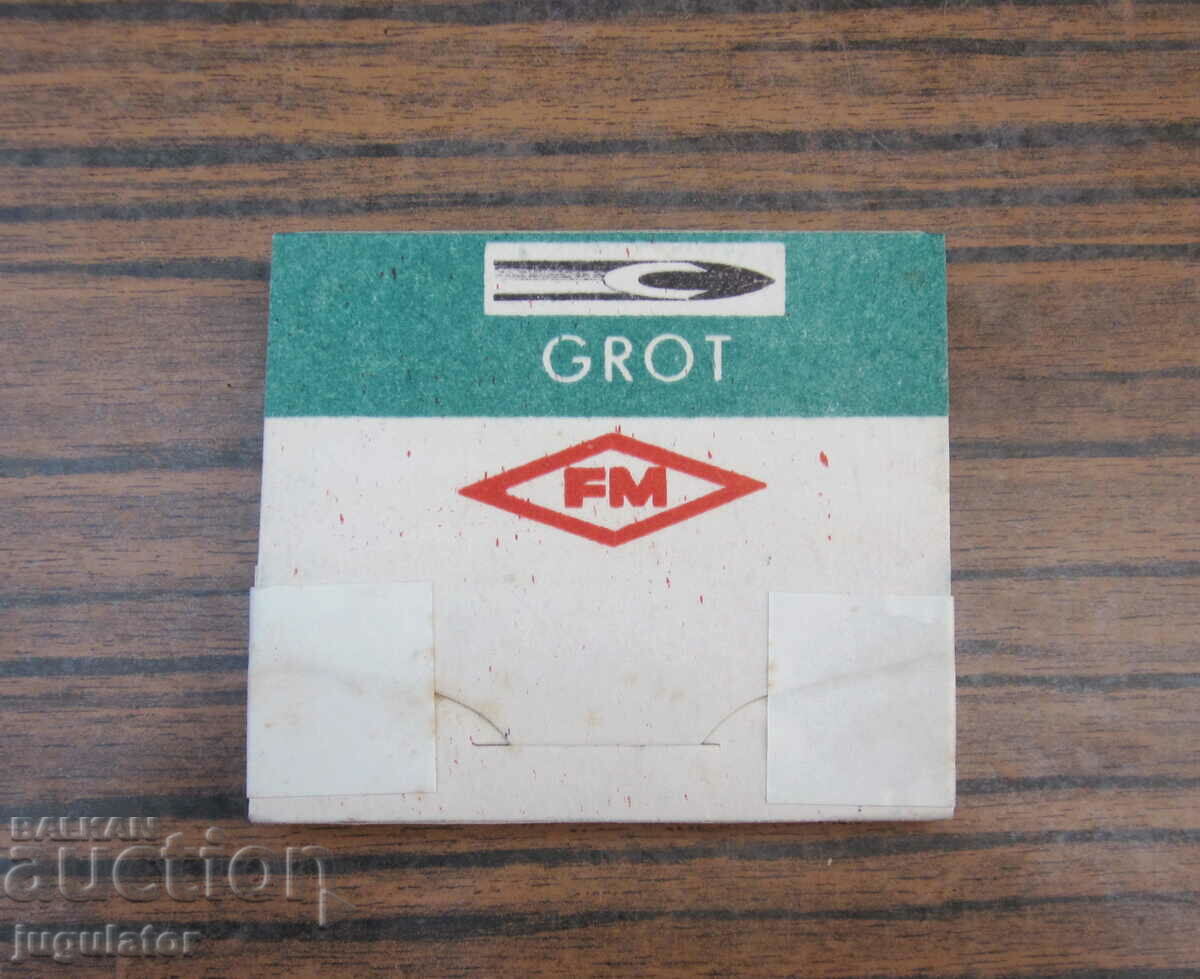 GROT
FM
BALKAN
auction
jugulator